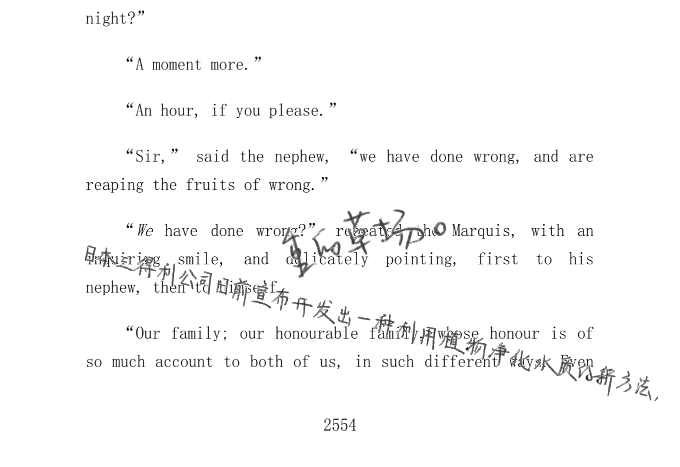 night?”
“A moment more.”
“An hour, if you please.”
“Sir,” said the nephew, “we have done wrong, and are
reaping the fruits of wrong.”
“We have done wrong?” repeated the Marquis, with an
的草场。
inquiring smile, and delicately pointing, first to his
日本三得利公司日前宣布开发出一种利用植物净化水质的新方法,
nephew, then to himself.
“Our family; our honourable family, whose honour is of
so much account to both of us, in such different ways. Even
2554